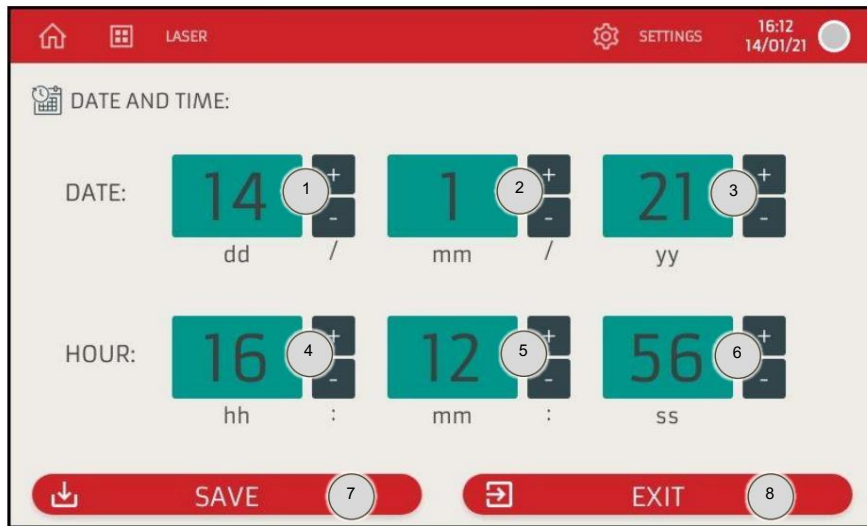 LASER SETTINGS 16:12
14/01/21
DATE AND TIME:
DATE: 14 1 + - 1 2 + - 21 3 + -
dd / mm / yy
HOUR: 16 4 + - 12 5 + - 56 6 + -
hh : mm : ss
SAVE 7 EXIT 8